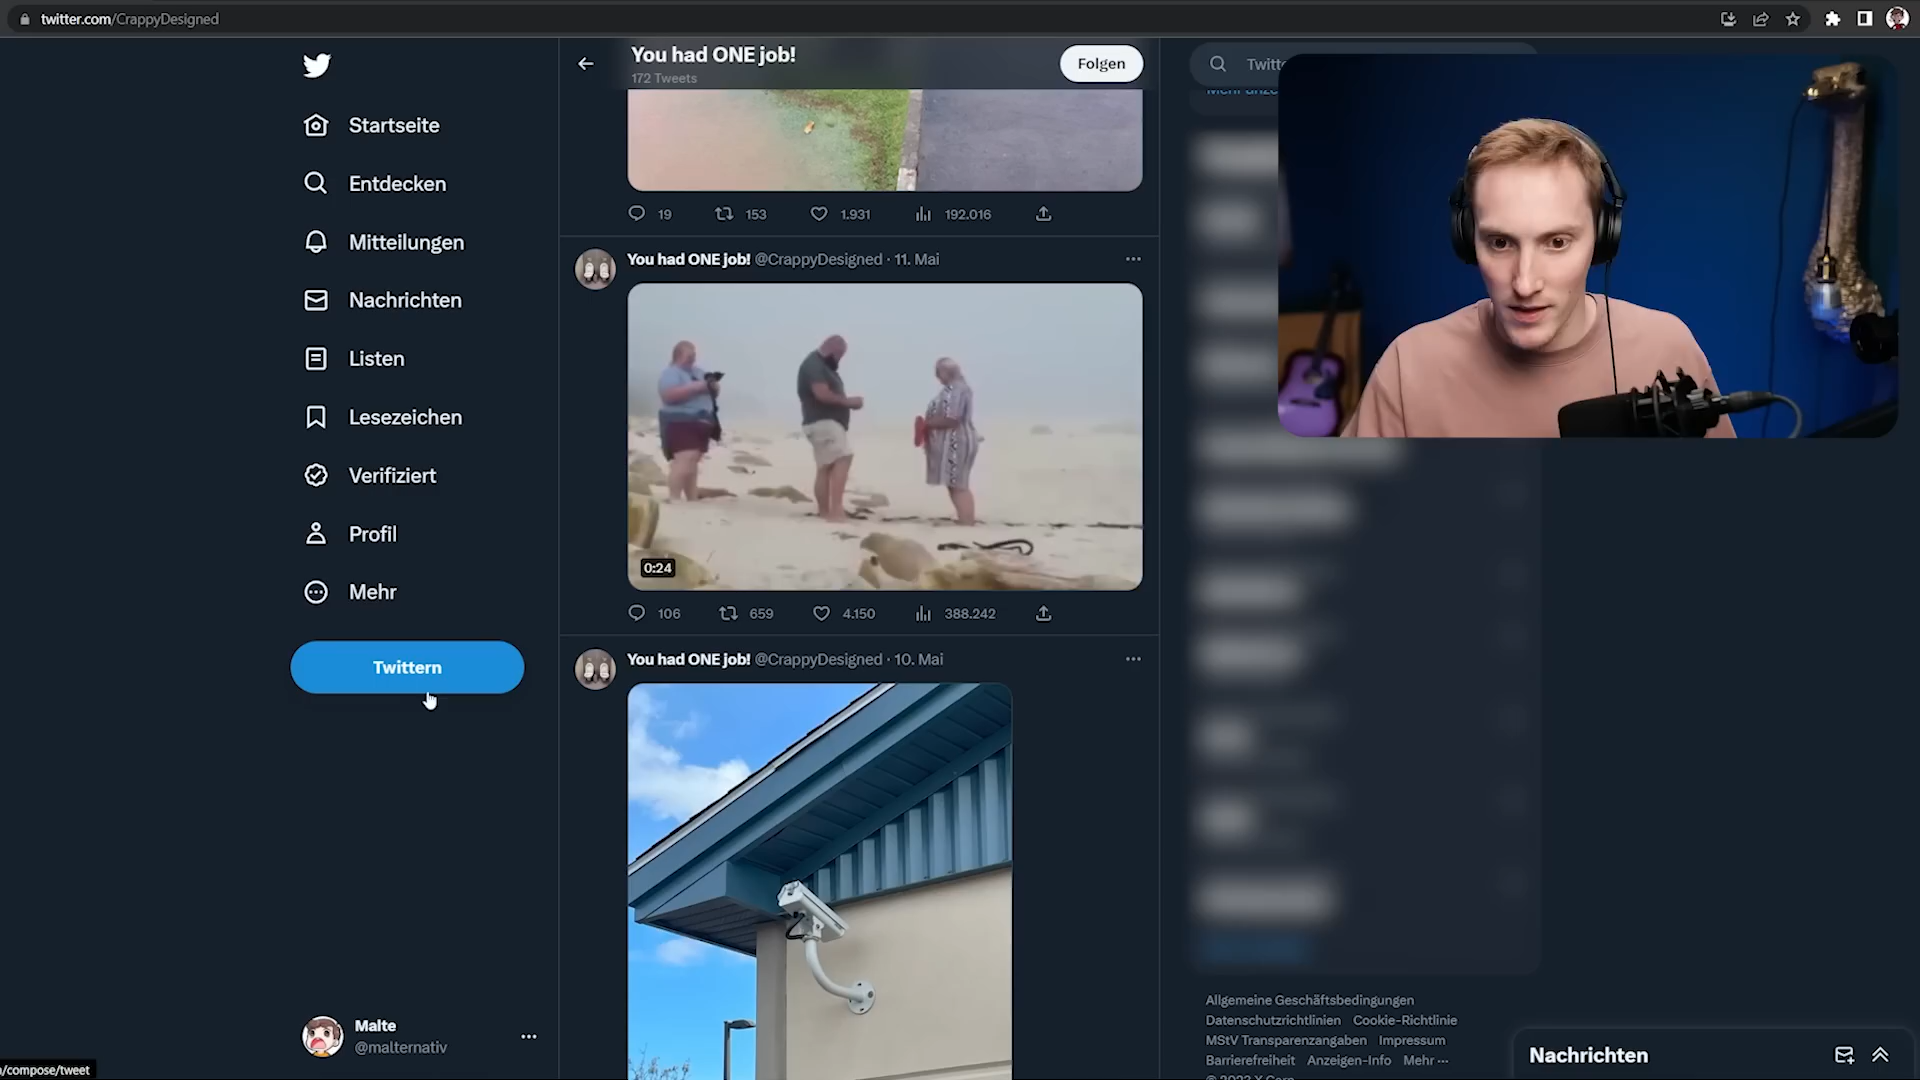 twitter.com/CrappyDesigned
You had ONE job!
172 Tweets
Folgen
Startseite
Entdecken
Mitteilungen
Nachrichten
Listen
Lesezeichen
Verifiziert
Profil
Mehr
Twittern
Malte
@malternativ
19 153 1.931 192.016
You had ONE job! @CrappyDesigned · 11. Mai
0:24
106 659 4.150 388.242
You had ONE job! @CrappyDesigned · 10. Mai
Allgemeine Geschäftsbedingungen
Datenschutzrichtlinien Cookie-Richtlinie
MStV Transparenzangaben Impressum
Barrierefreiheit Anzeigen-Info Mehr ···
Nachrichten
/compose/tweet